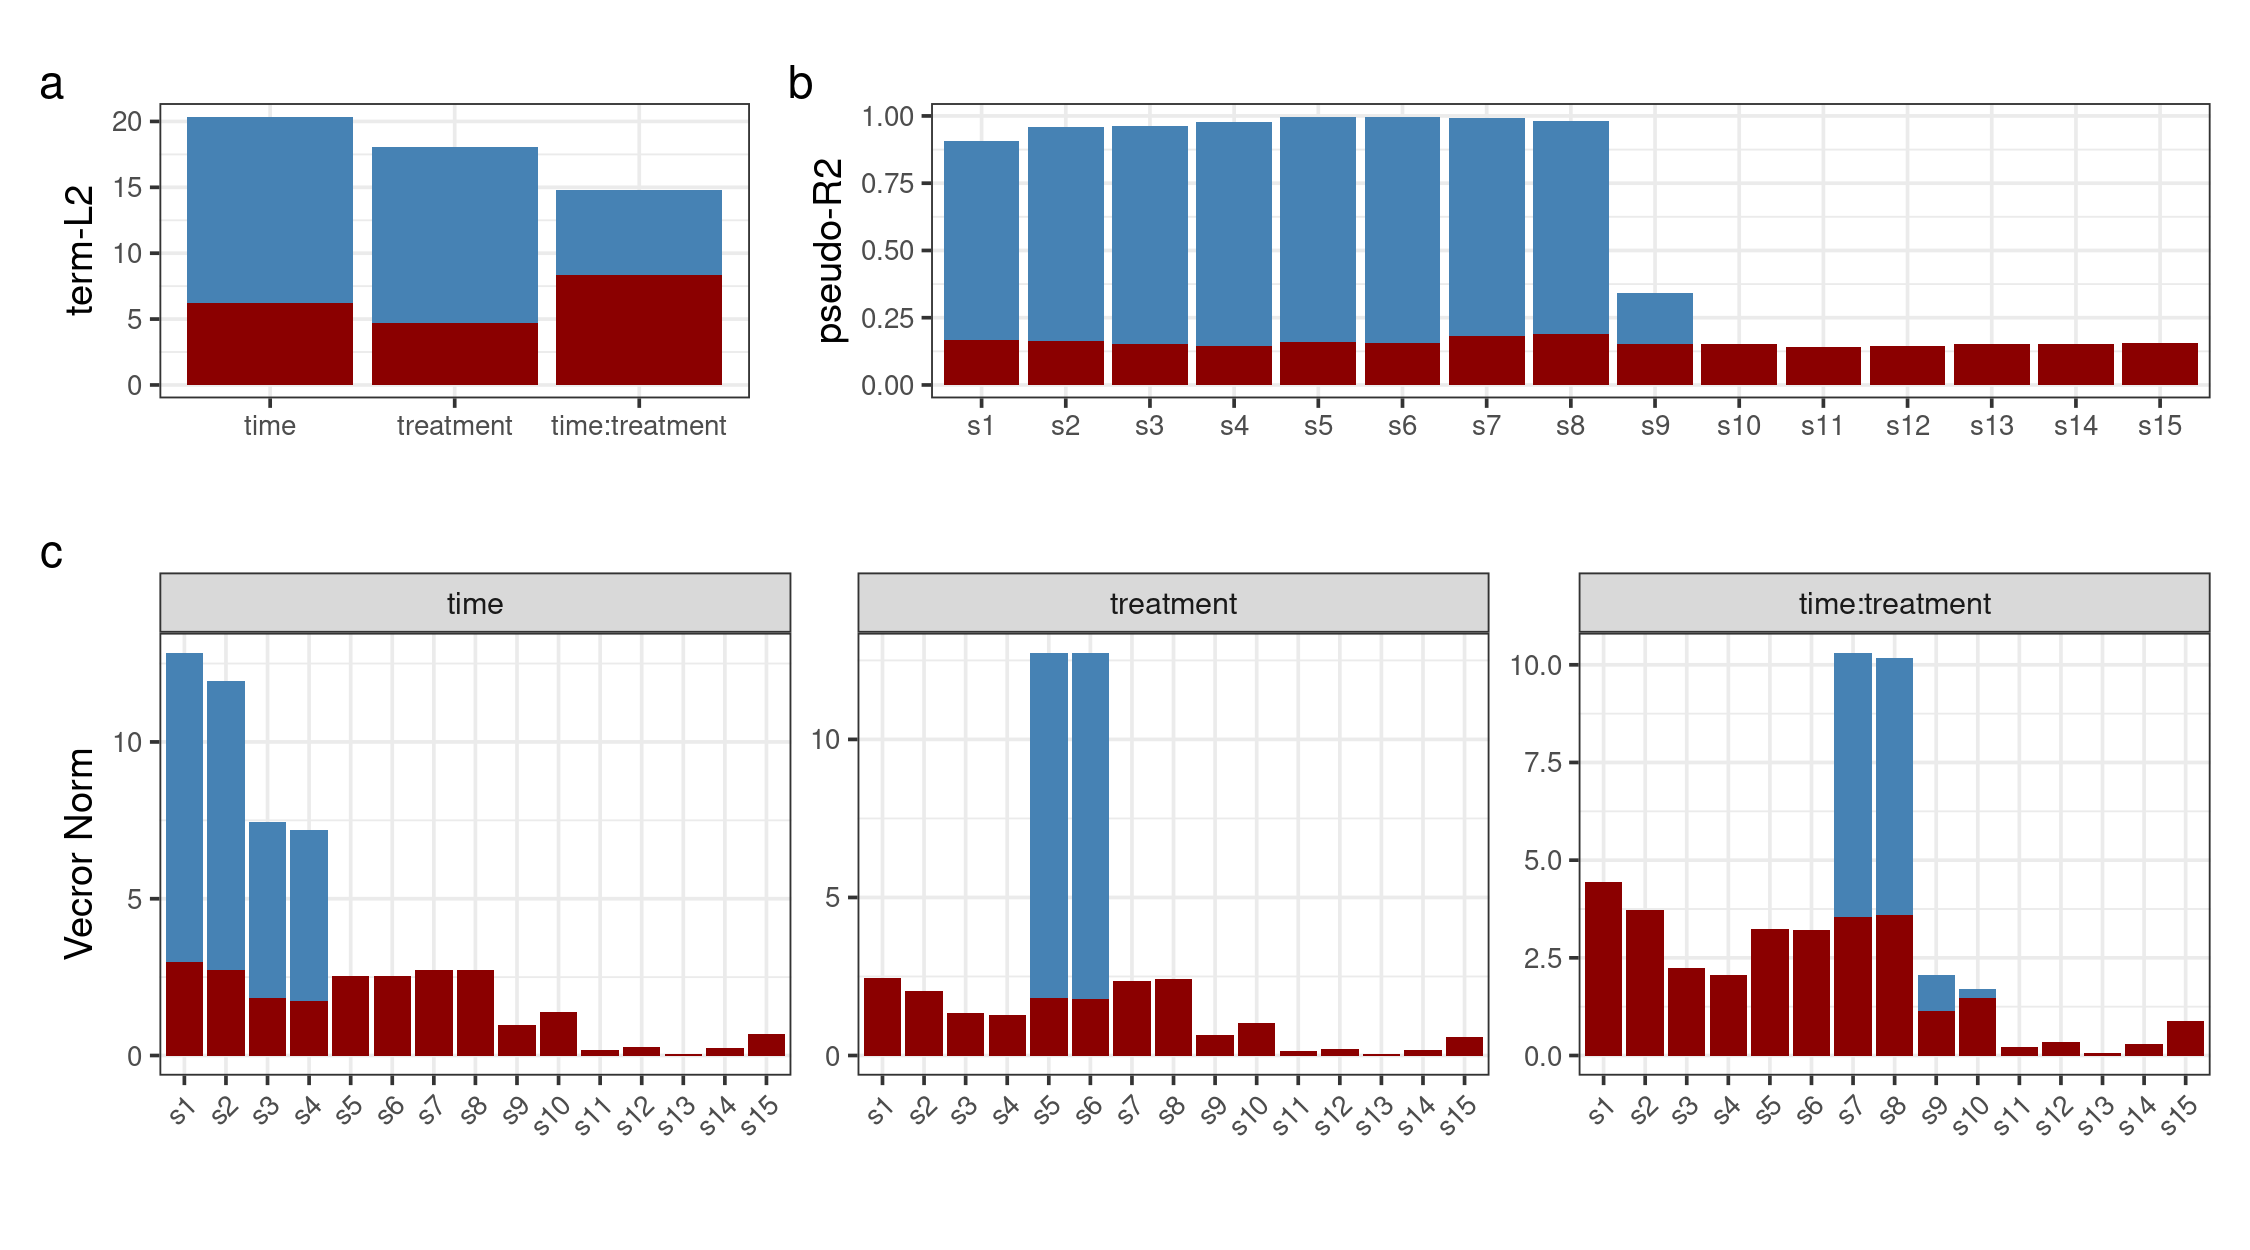 a
term-L2
20
15
10
5
0
time treatment time:treatment
b
pseudo-R2
1.00
0.75
0.50
0.25
0.00
s1 s2 s3 s4 s5 s6 s7 s8 s9 s10 s11 s12 s13 s14 s15
c
Vecror Norm
time
10
5
0
s1 s2 s3 s4 s5 s6 s7 s8 s9 s10 s11 s12 s13 s14 s15
treatment
10
5
0
s1 s2 s3 s4 s5 s6 s7 s8 s9 s10 s11 s12 s13 s14 s15
time:treatment
10.0
7.5
5.0
2.5
0.0
s1 s2 s3 s4 s5 s6 s7 s8 s9 s10 s11 s12 s13 s14 s15